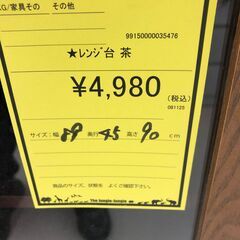 KG/家具その その他
99150000035476
★レンジ台 茶
¥4,980
(税込)
081125
サイズ:幅 89 奥行 45 高さ 90 cm
商品のサイズ、状態を よくご確認下さい。
The Jungle Jungle